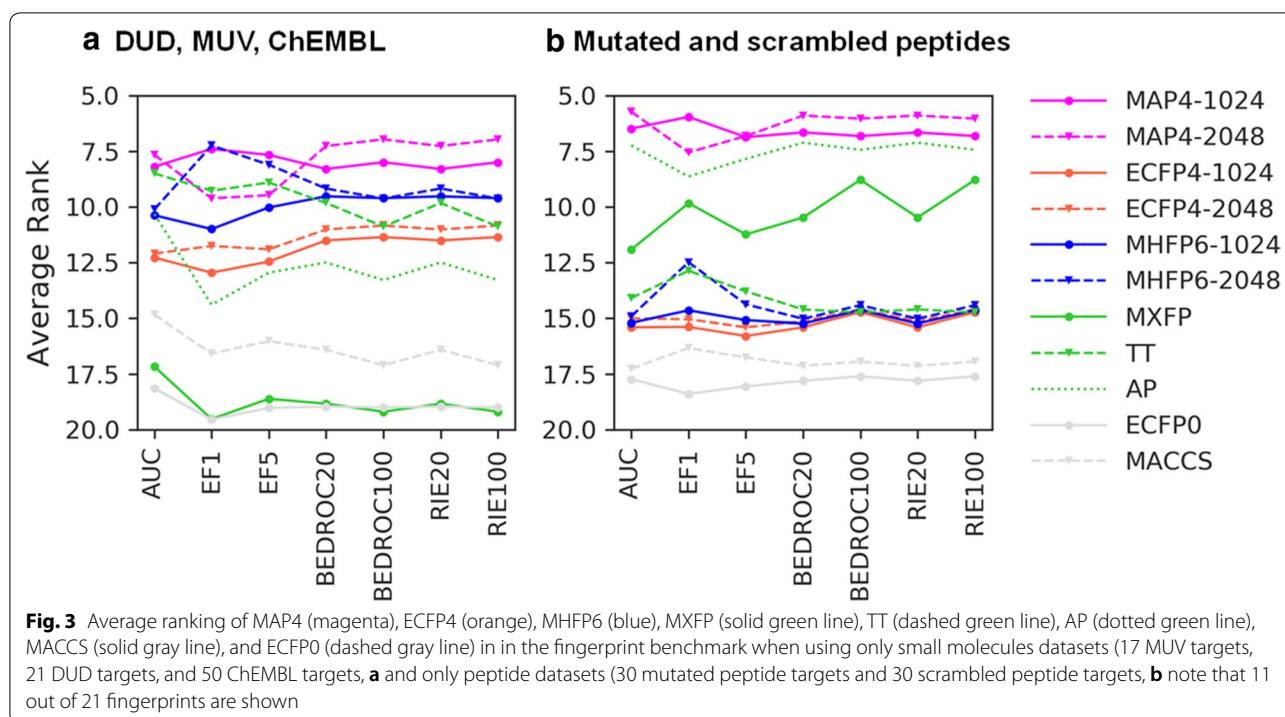 a DUD, MUV, ChEMBL
b Mutated and scrambled peptides
Average Rank
5.0
7.5
10.0
12.5
15.0
17.5
20.0
AUC
EF1
EF5
BEDROC20
BEDROC100
RIE20
RIE100
5.0
7.5
10.0
12.5
15.0
17.5
20.0
AUC
EF1
EF5
BEDROC20
BEDROC100
RIE20
RIE100
MAP4-1024
MAP4-2048
ECFP4-1024
ECFP4-2048
MHFP6-1024
MHFP6-2048
MXFP
TT
AP
ECFP0
MACCS
Fig. 3 Average ranking of MAP4 (magenta), ECFP4 (orange), MHFP6 (blue), MXFP (solid green line), TT (dashed green line), AP (dotted green line),
MACCS (solid gray line), and ECFP0 (dashed gray line) in in the fingerprint benchmark when using only small molecules datasets (17 MUV targets,
21 DUD targets, and 50 ChEMBL targets, a and only peptide datasets (30 mutated peptide targets and 30 scrambled peptide targets, b note that 11
out of 21 fingerprints are shown